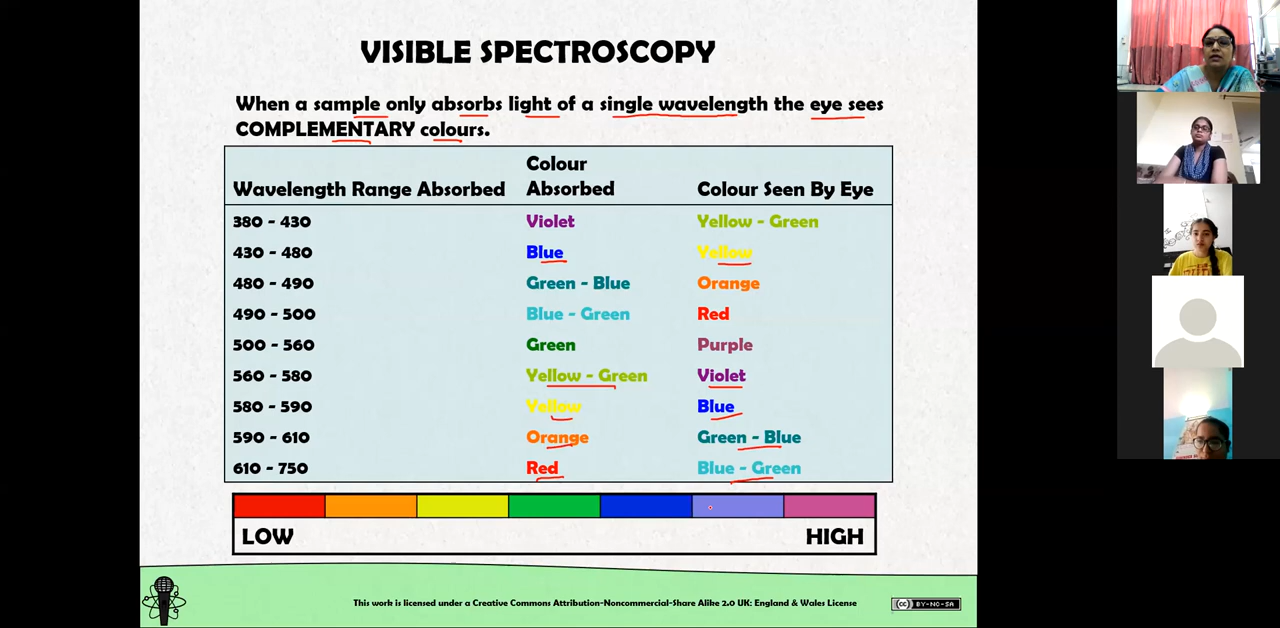 VISIBLE SPECTROSCOPY
When a sample only absorbs light of a single wavelength the eye sees
COMPLEMENTARY colours.
Wavelength Range Absorbed Colour Absorbed Colour Seen By Eye
380 - 430 Violet Yellow - Green
430 - 480 Blue Yellow
480 - 490 Green - Blue Orange
490 - 500 Blue - Green Red
500 - 560 Green Purple
560 - 580 Yellow - Green Violet
580 - 590 Yellow Blue
590 - 610 Orange Green - Blue
610 - 750 Red Blue - Green
LOW HIGH
This work is licensed under a Creative Commons Attribution-Noncommercial-Share Alike 2.0 UK: England & Wales License
cc BY-NC-SA